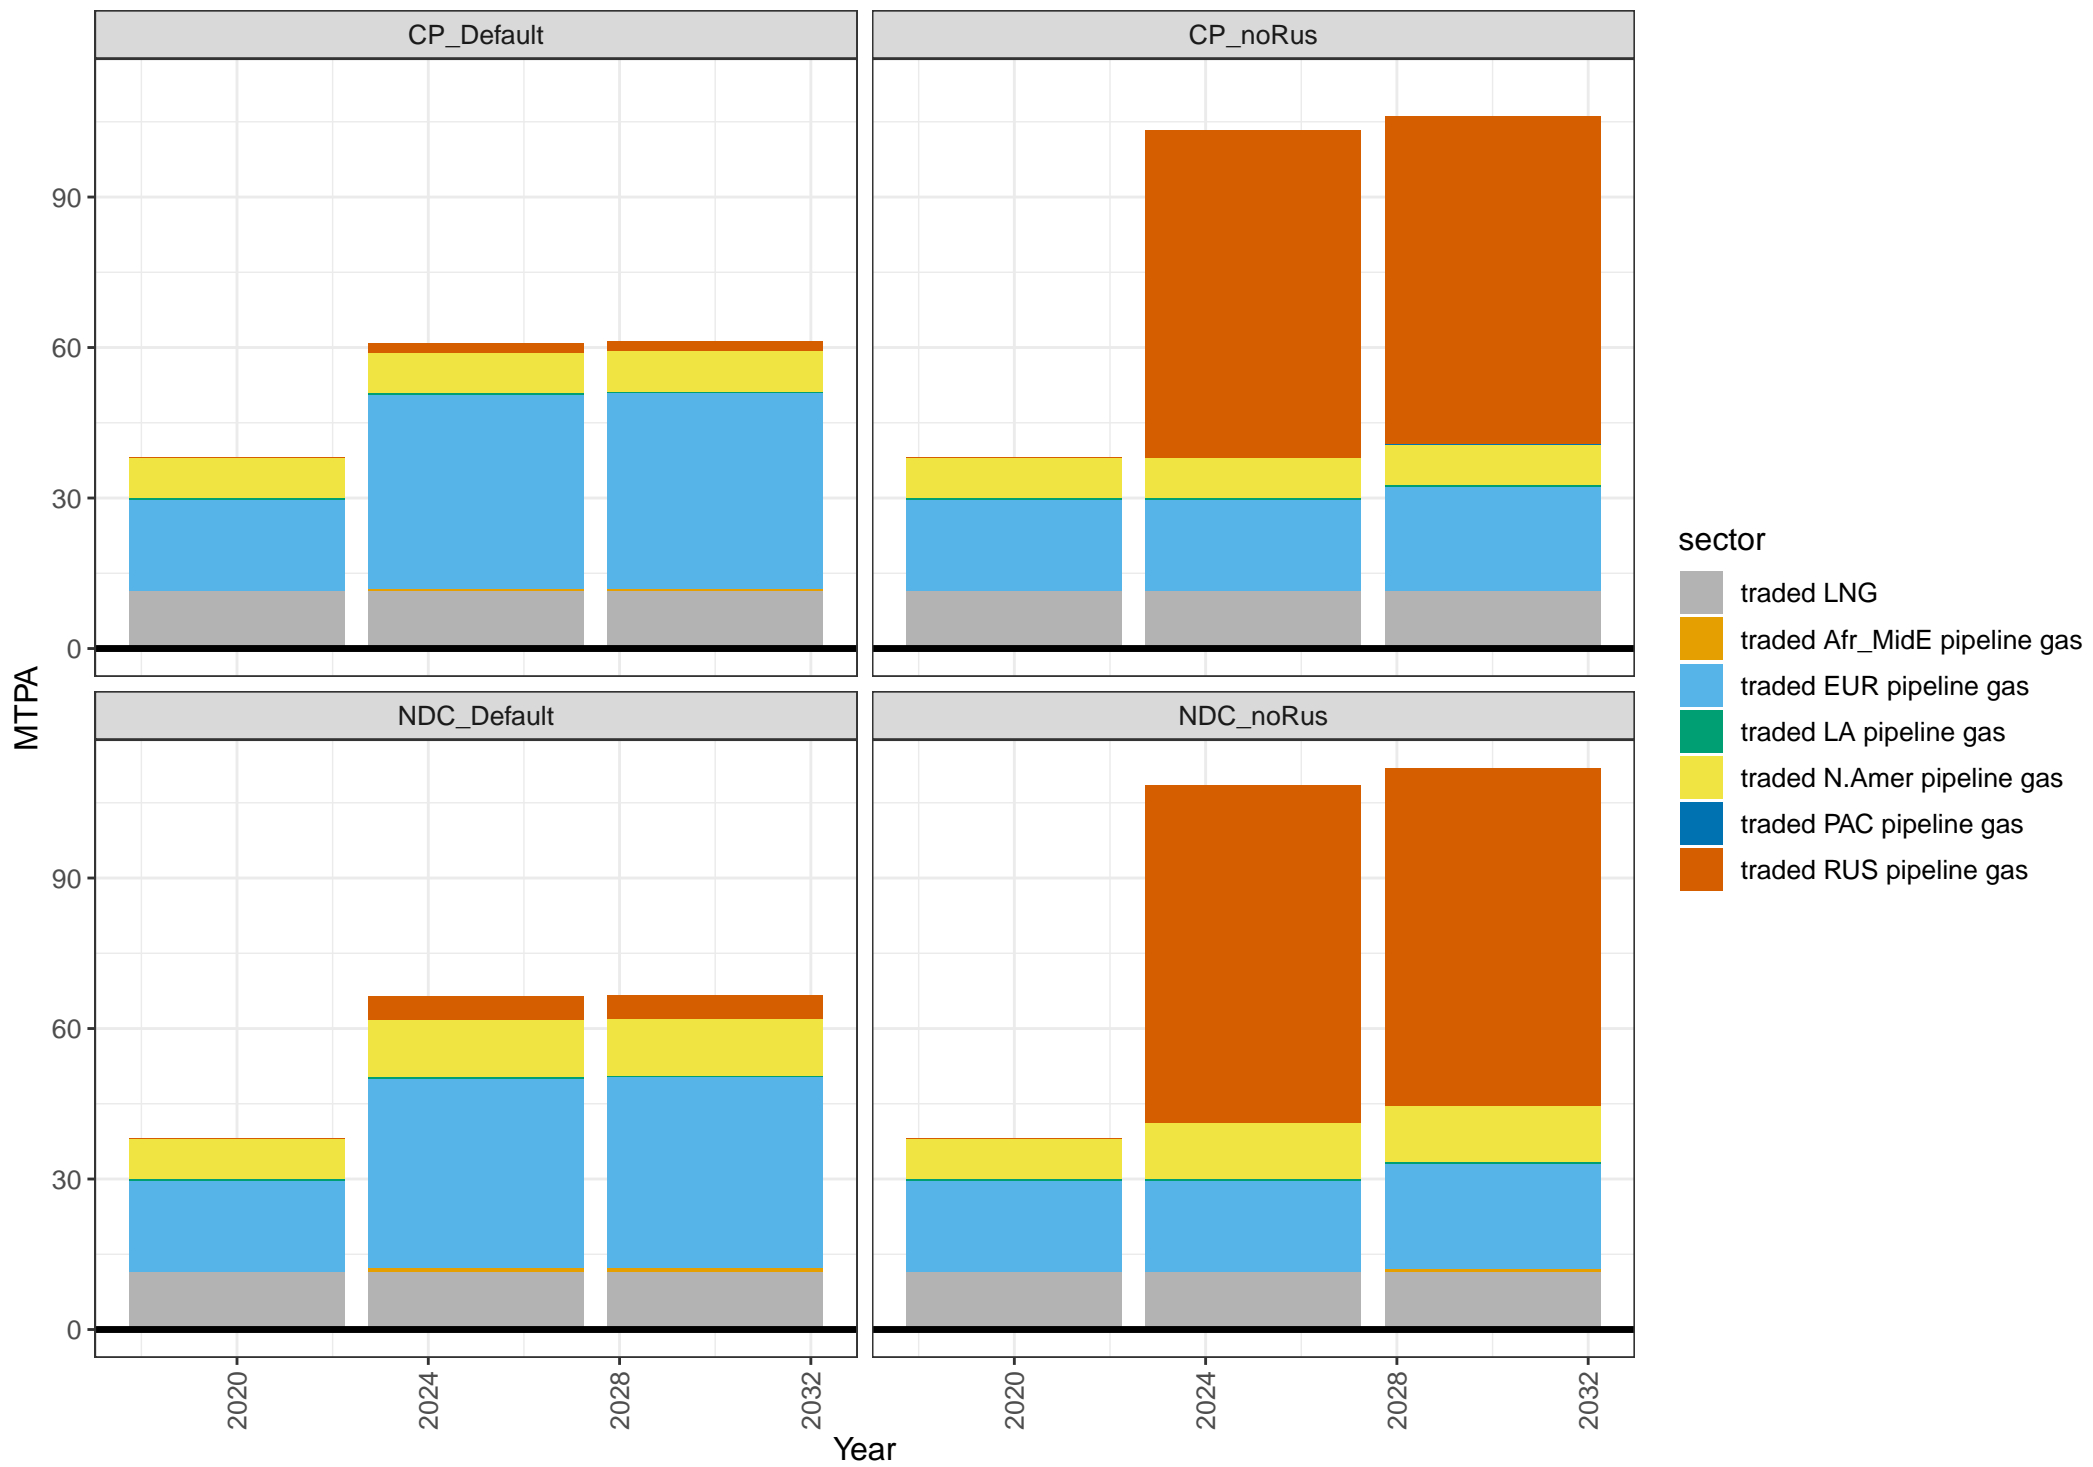 CP_Default
CP_noRus
90
60
30
0
NDC_Default
NDC_noRus
90
60
30
0
MTPA
2020
2024
2028
2032
2020
2024
2028
2032
Year
sector
traded LNG
traded Afr_MidE pipeline gas
traded EUR pipeline gas
traded LA pipeline gas
traded N.Amer pipeline gas
traded PAC pipeline gas
traded RUS pipeline gas